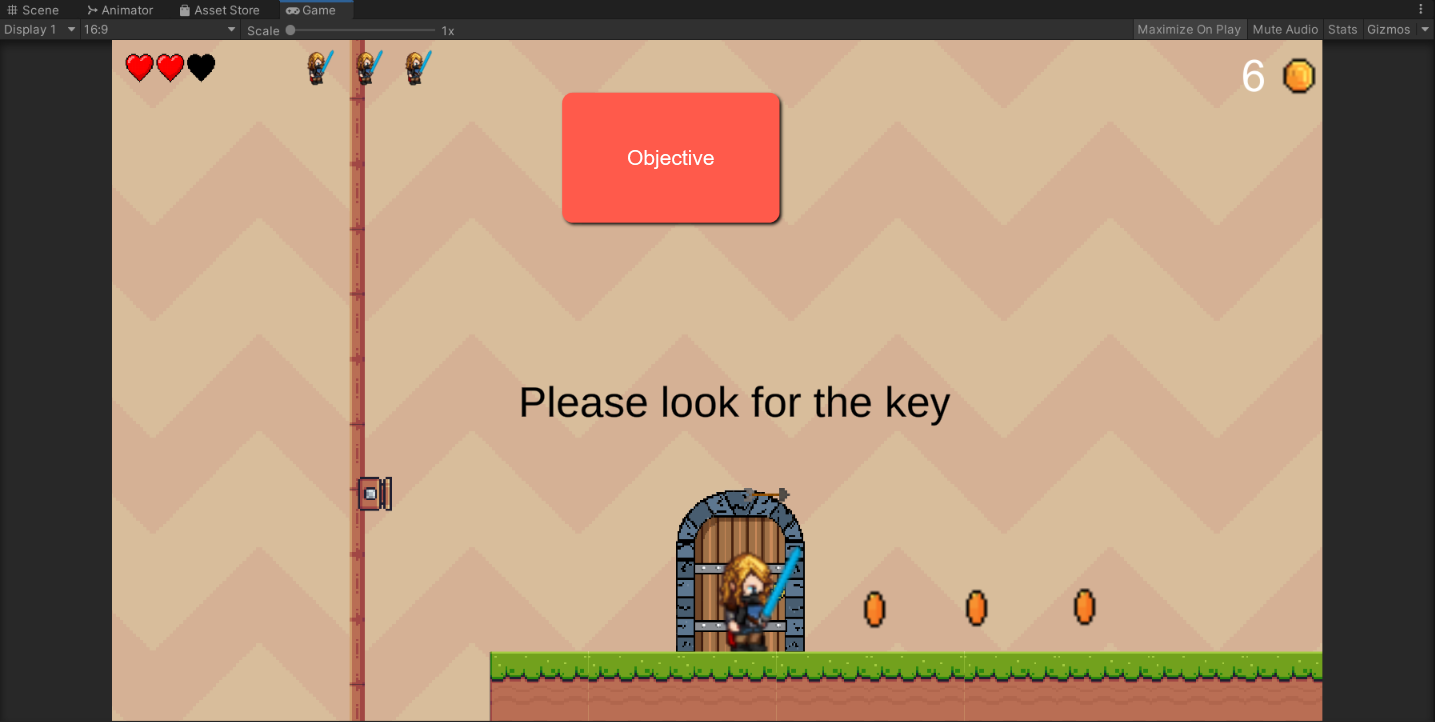 Scene Animator Asset Store Game
Display 1 16:9 Scale 1x Maximize On Play Mute Audio Stats Gizmos
6
Objective
Please look for the key